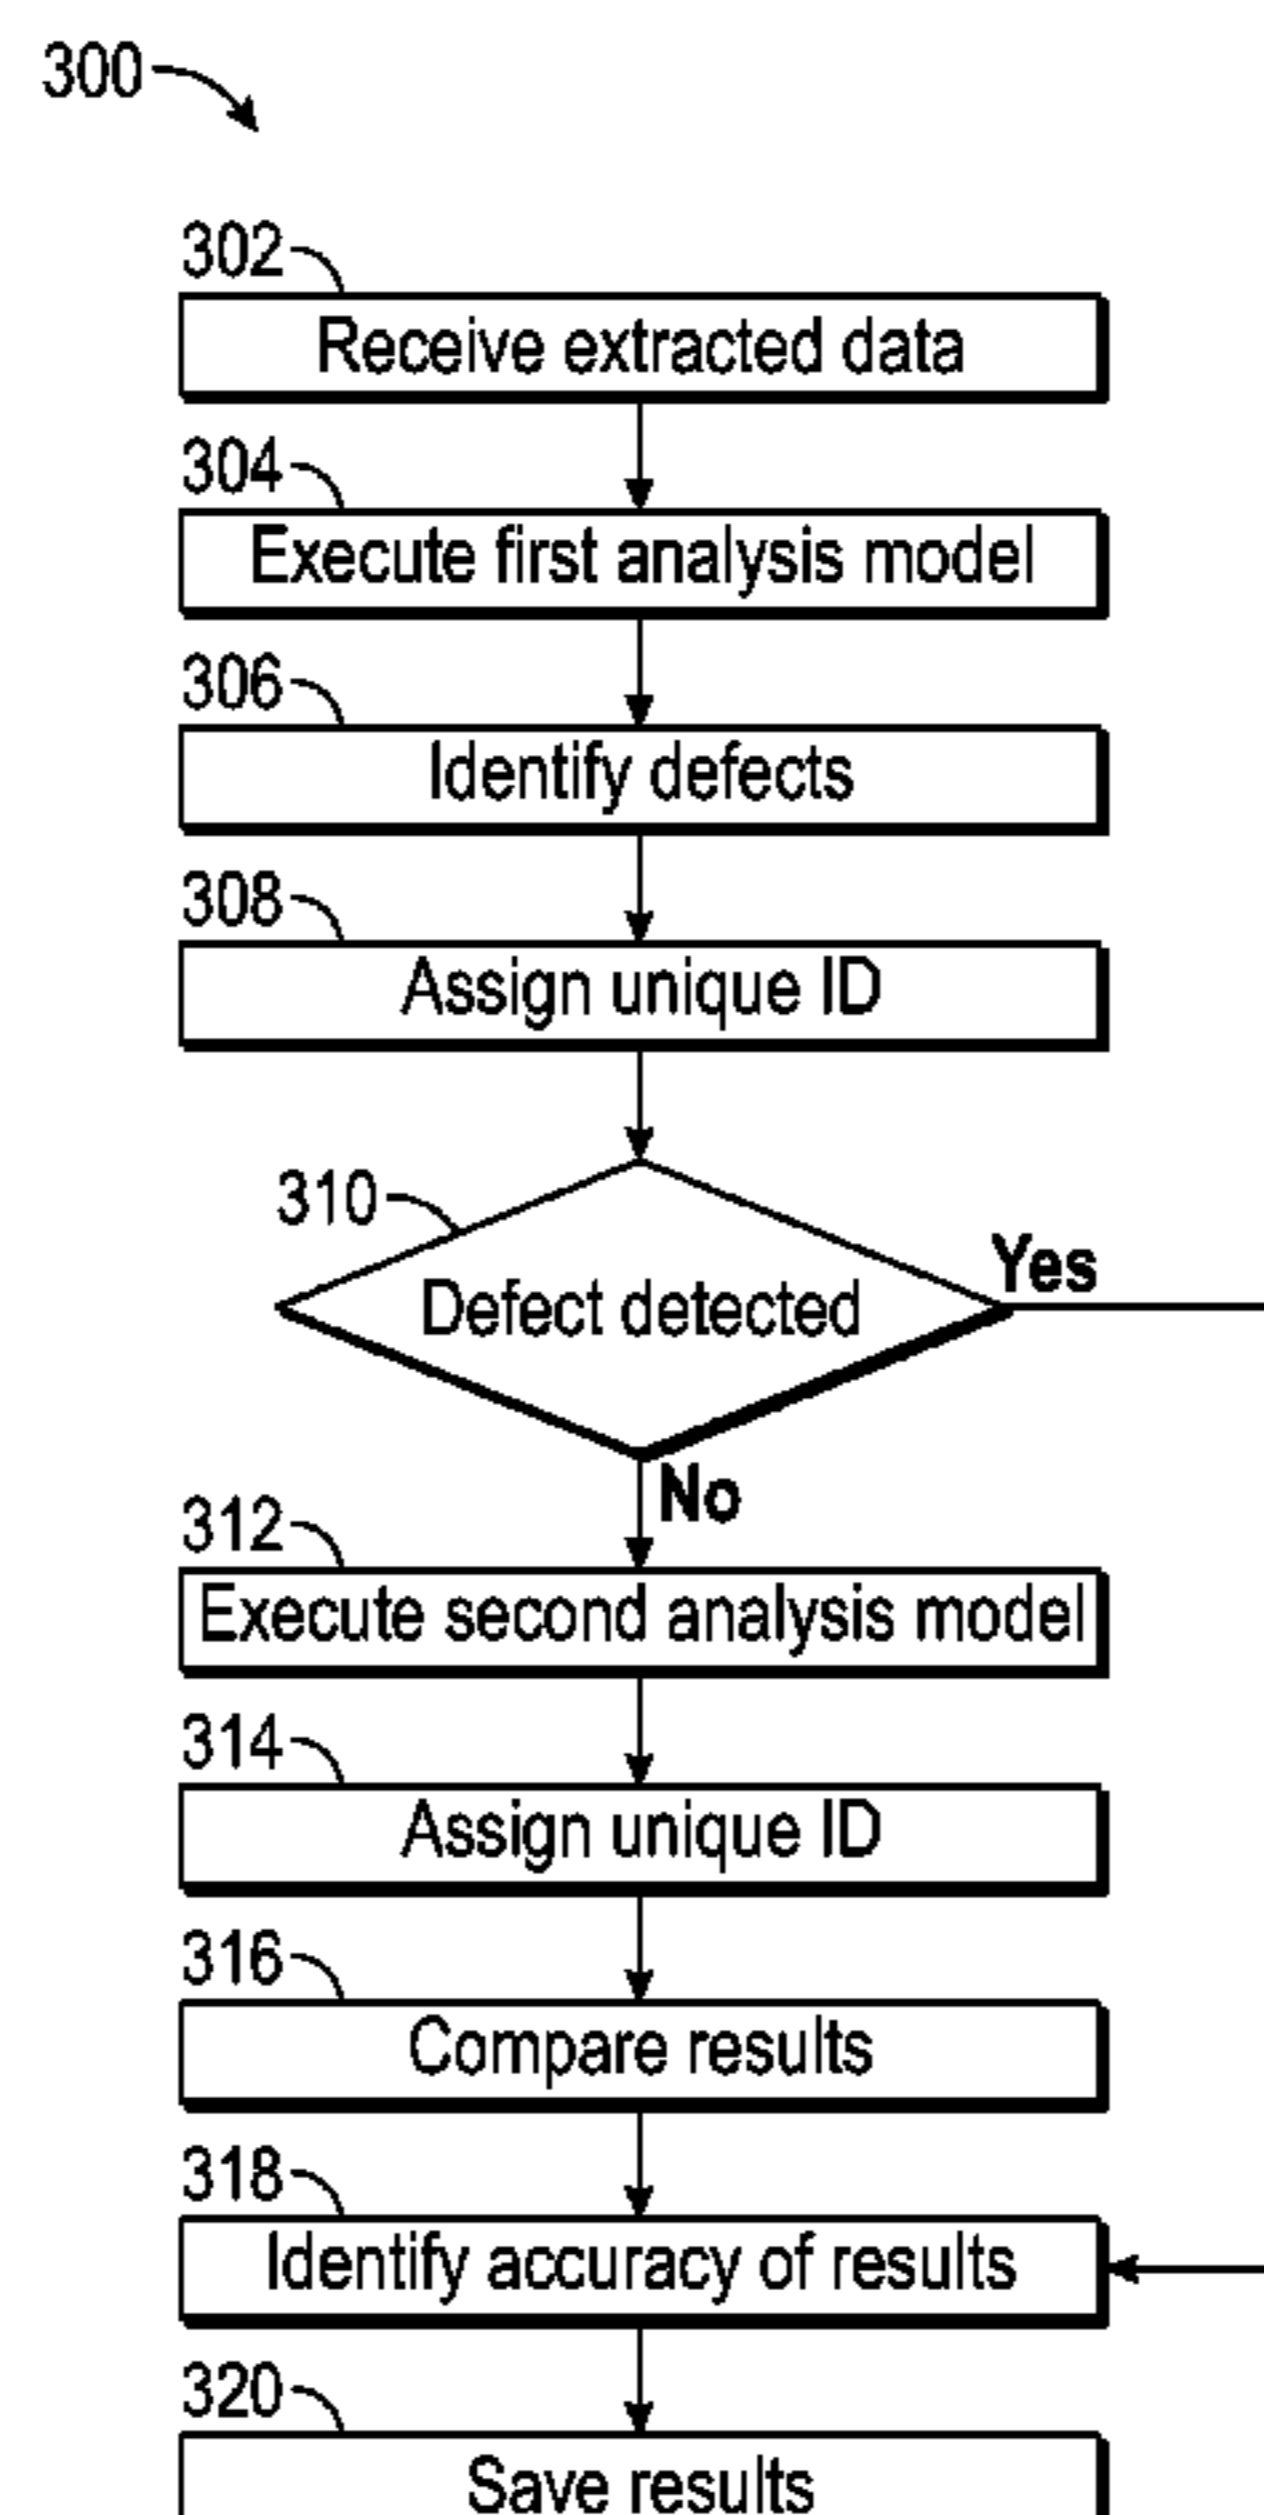 300
302
Receive extracted data
304
Execute first analysis model
306
Identify defects
308
Assign unique ID
310
Defect detected
Yes
No
312
Execute second analysis model
314
Assign unique ID
316
Compare results
318
Identify accuracy of results
320
Save results